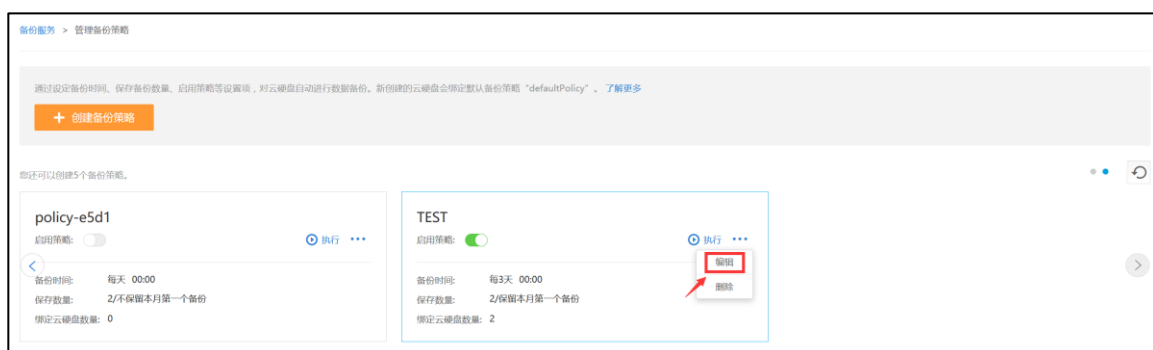 备份服务 > 管理备份策略
通过设定备份时间、保存备份数量、启用策略等设置项，对云硬盘自动进行数据备份。新创建的云硬盘会绑定默认备份策略 "defaultPolicy" 。 了解更多
+ 创建备份策略
您还可以创建5个备份策略。
policy-e5d1
启用策略: 执行 •••
备份时间: 每天 00:00
保存数量: 2/不保留本月第一个备份
绑定云硬盘数量: 0
TEST
启用策略: 执行 •••
编辑
删除
备份时间: 每3天 00:00
保存数量: 2/保留本月第一个备份
绑定云硬盘数量: 2